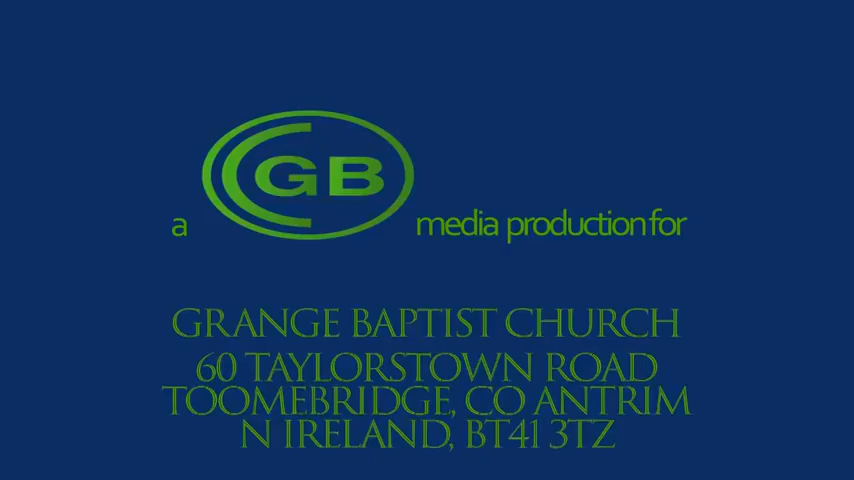 a GB media production for
GRANGE BAPTIST CHURCH
60 TAYLORSTOWN ROAD
TOOMEBRIDGE, CO ANTRIM
N IRELAND, BT41 3TZ